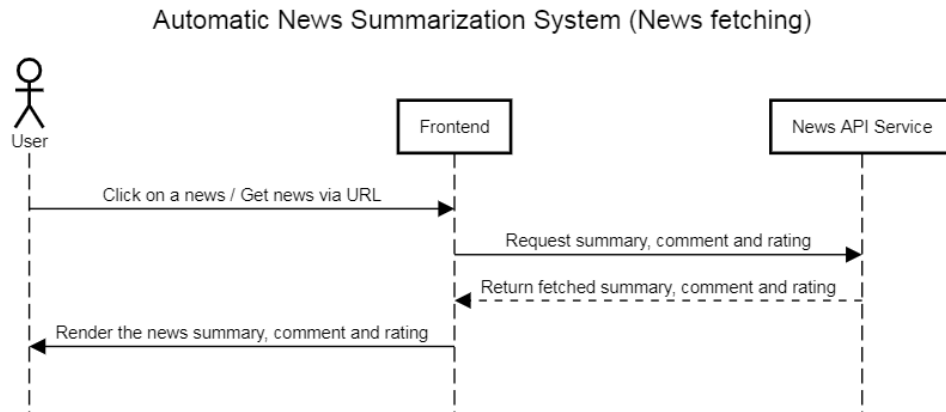 Automatic News Summarization System (News fetching)
User
Frontend
News API Service
Click on a news / Get news via URL
Request summary, comment and rating
Return fetched summary, comment and rating
Render the news summary, comment and rating